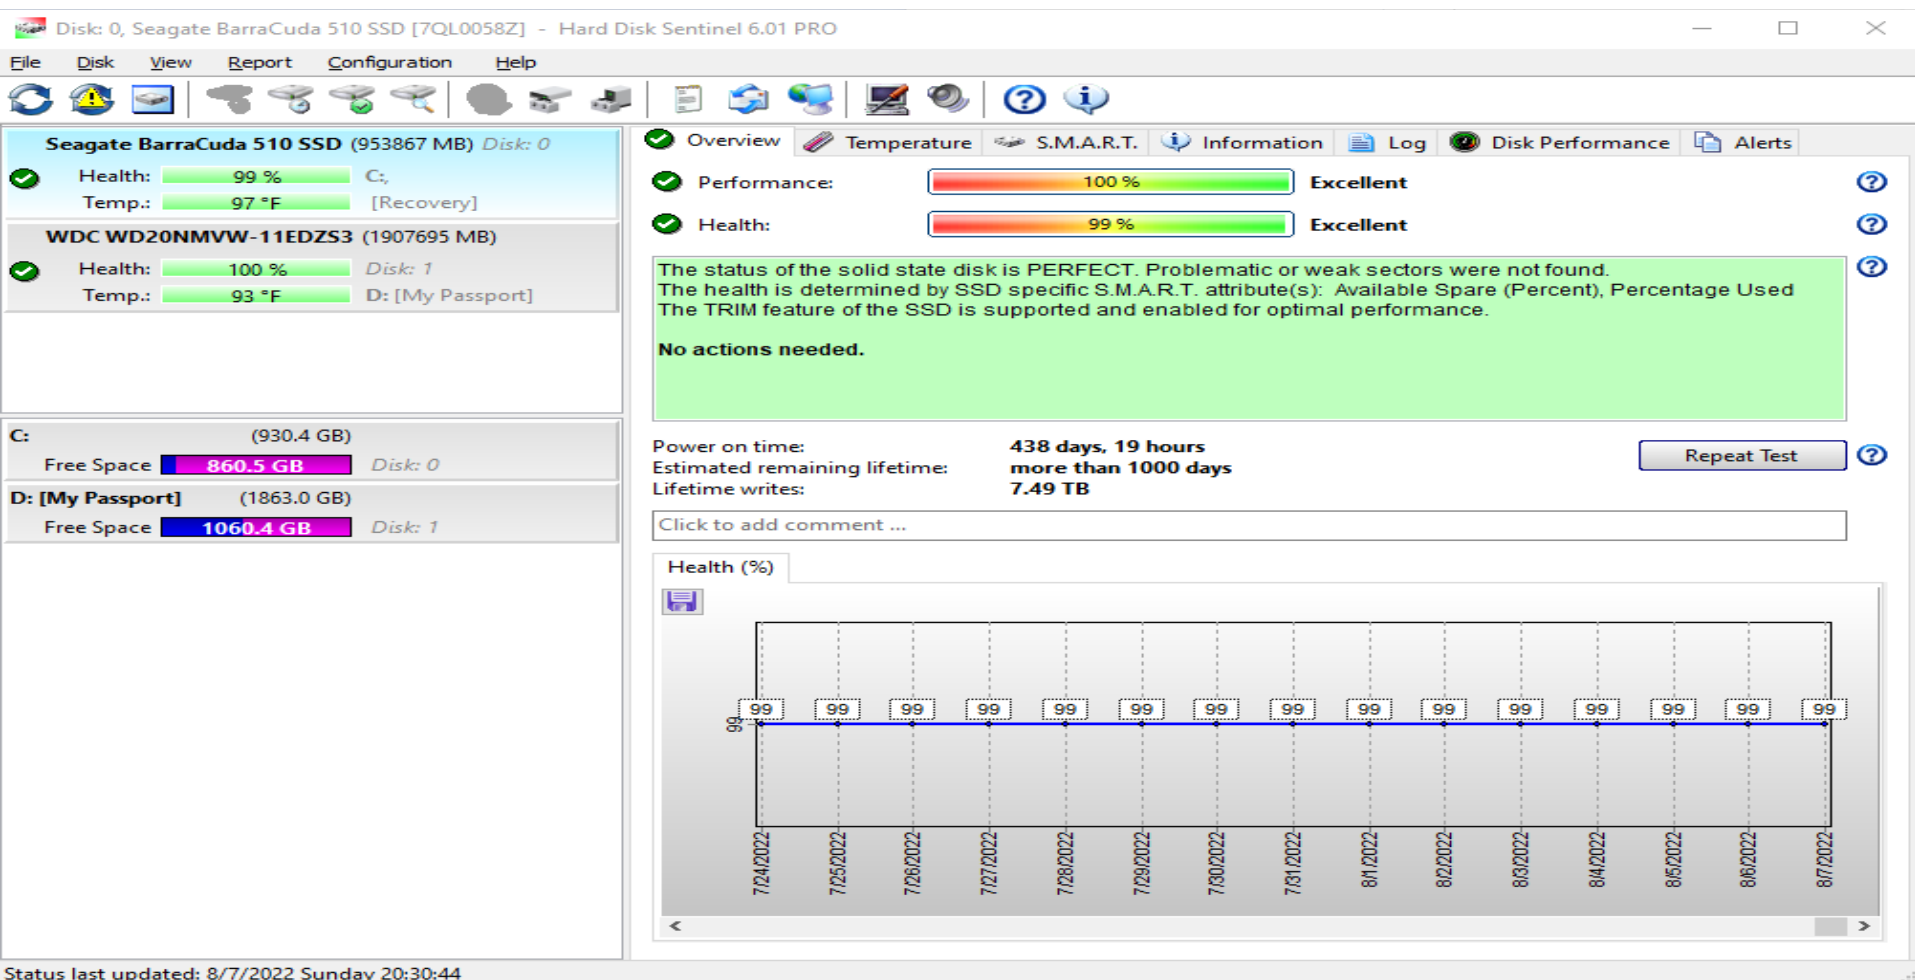 Disk: 0, Seagate BarraCuda 510 SSD [7QL0058Z] - Hard Disk Sentinel 6.01 PRO
File Disk View Report Configuration Help
Seagate BarraCuda 510 SSD (953867 MB) Disk: 0
Health: 99 % C:,
Temp.: 97 °F [Recovery]
WDC WD20NMVW-11EDZS3 (1907695 MB)
Health: 100 % Disk: 1
Temp.: 93 °F D: [My Passport]
C: (930.4 GB)
Free Space 860.5 GB Disk: 0
D: [My Passport] (1863.0 GB)
Free Space 1060.4 GB Disk: 1
Overview Temperature S.M.A.R.T. Information Log Disk Performance Alerts
Performance: 100 % Excellent
Health: 99 % Excellent
The status of the solid state disk is PERFECT. Problematic or weak sectors were not found.
The health is determined by SSD specific S.M.A.R.T. attribute(s): Available Spare (Percent), Percentage Used
The TRIM feature of the SSD is supported and enabled for optimal performance.
No actions needed.
Power on time: 438 days, 19 hours
Estimated remaining lifetime: more than 1000 days
Lifetime writes: 7.49 TB
Repeat Test
Click to add comment ...
Health (%)
99 99 99 99 99 99 99 99 99 99 99 99 99 99 99
99
7/24/2022 7/25/2022 7/26/2022 7/27/2022 7/28/2022 7/29/2022 7/30/2022 7/31/2022 8/1/2022 8/2/2022 8/3/2022 8/4/2022 8/5/2022 8/6/2022 8/7/2022
Status last updated: 8/7/2022 Sunday 20:30:44